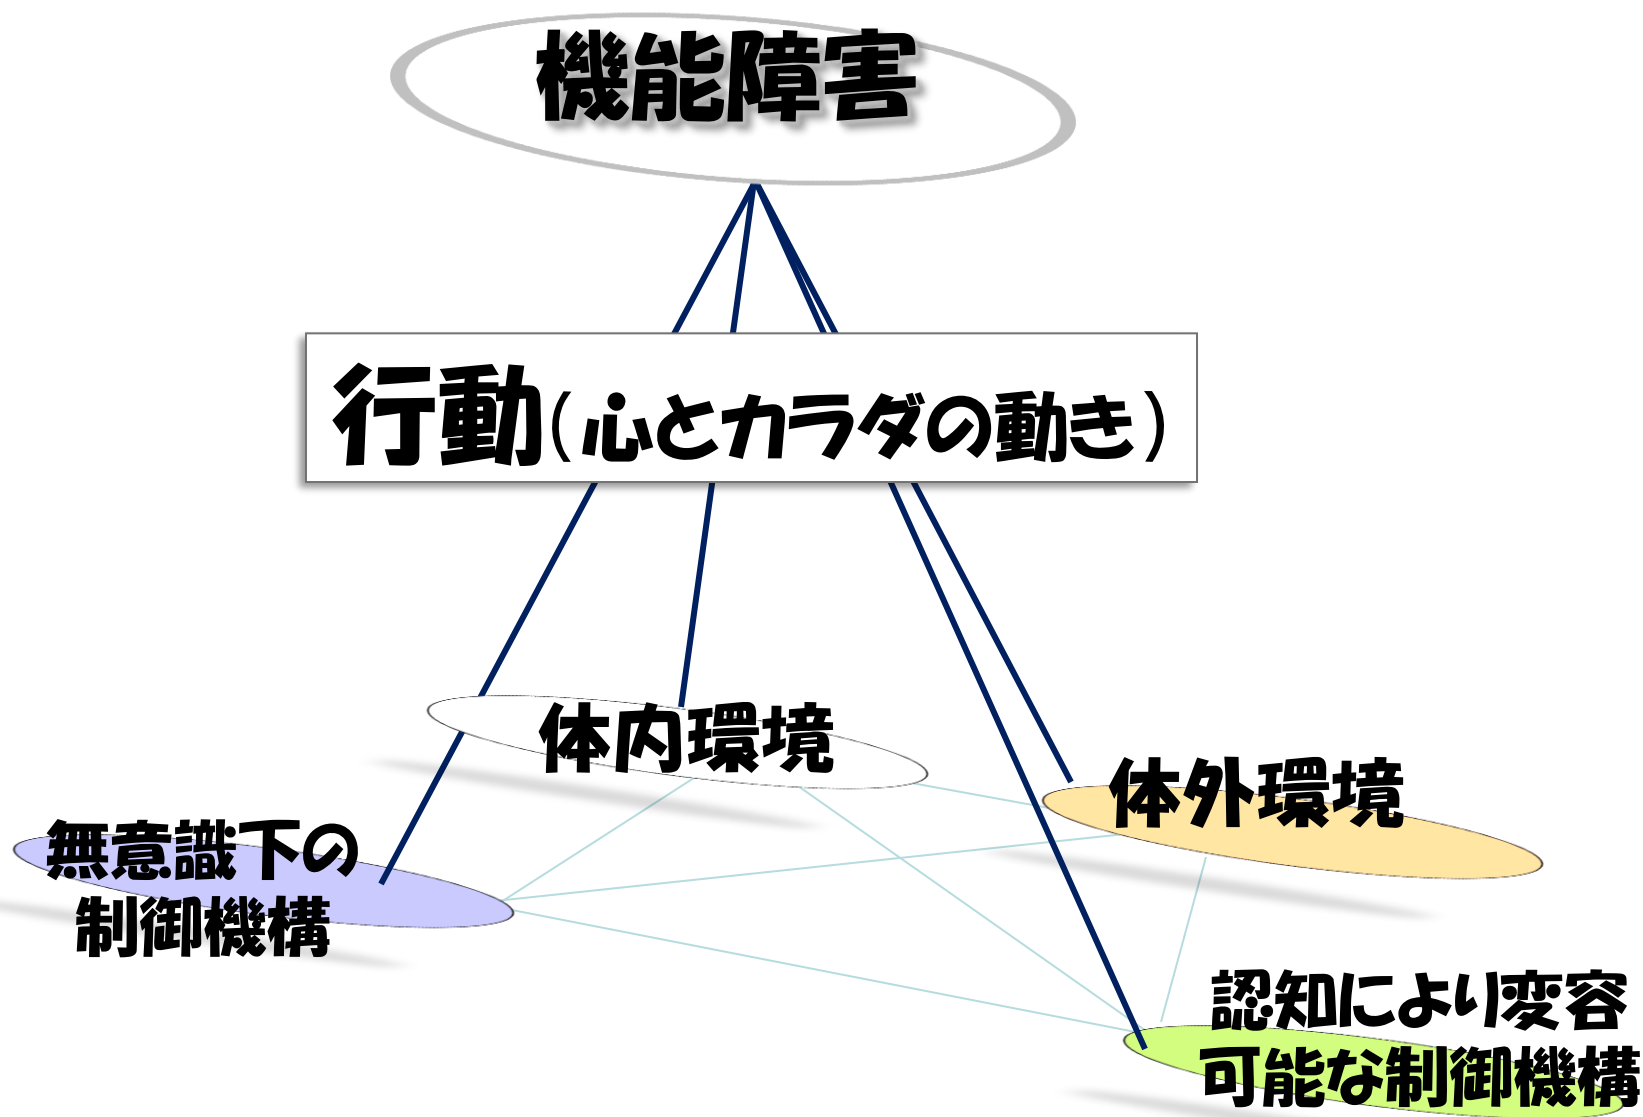 機能障害
行動(心とカラダの動き)
体内環境
体外環境
無意識下の
制御機構
認知により変容
可能な制御機構